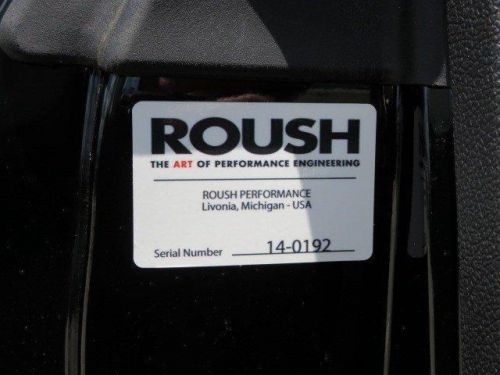 ROUSH
THE ART OF PERFORMANCE ENGINEERING
ROUSH PERFORMANCE
Livonia, Michigan - USA
Serial Number 14-0192